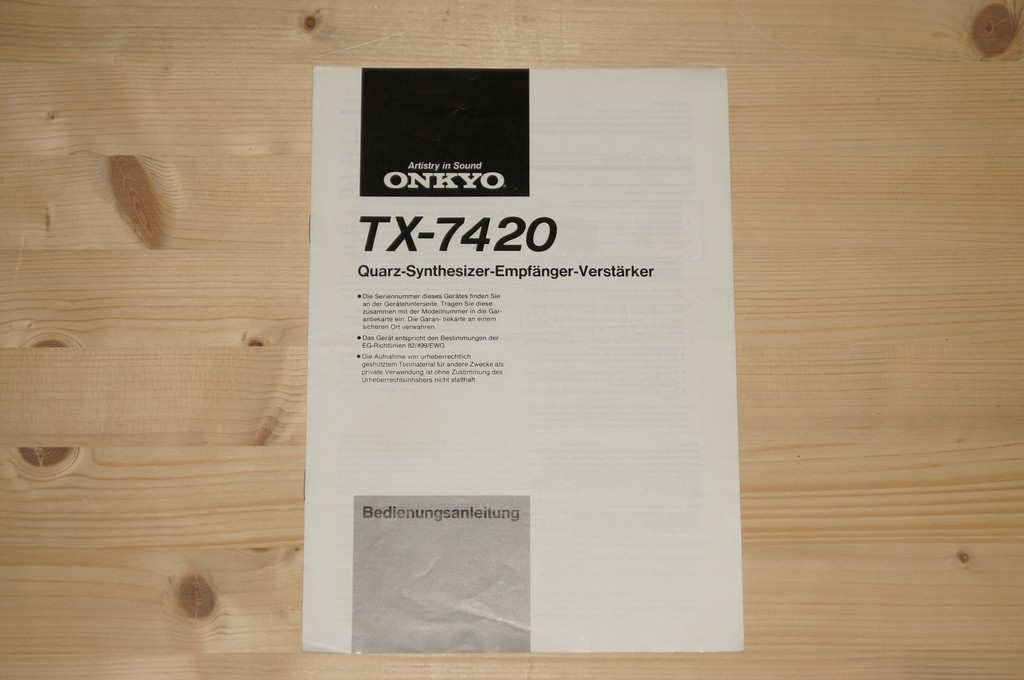 Artistry in Sound
ONKYO
TX-7420
Quarz-Synthesizer-Empfänger-Verstärker
● Die Seriennummer dieses Gerätes finden Sie
an der Gerätehinterseite. Tragen Sie diese
zusammen mit der Modellnummer in die Gar-
antiekarte ein. Die Garan- tiekarte an einem
sicheren Ort verwahren.
● Das Gerät entspricht den Bestimmungen der
EG-Richtlinien 82/499/EWG.
● Die Aufnahme von urheberrechtlich
geshütztem Tonmaterial für andere Zwecke als
private Verwendung ist ohne Zustimmung des
Urheberrechtsinhabers nicht statthaft.
Bedienungsanleitung